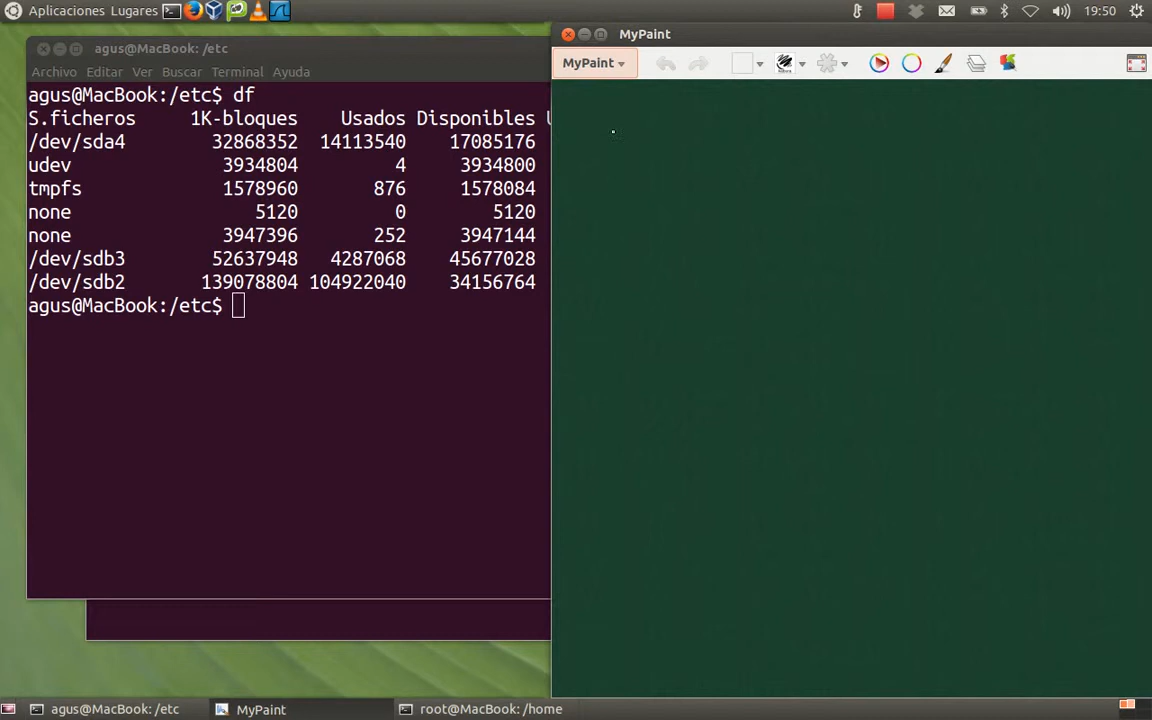 Aplicaciones Lugares
19:50
agus@MacBook: /etc
Archivo Editar Ver Buscar Terminal Ayuda
agus@MacBook:/etc$ df
S.ficheros 1K-bloques Usados Disponibles U
/dev/sda4 32868352 14113540 17085176
udev 3934804 4 3934800
tmpfs 1578960 876 1578084
none 5120 0 5120
none 3947396 252 3947144
/dev/sdb3 52637948 4287068 45677028
/dev/sdb2 139078804 104922040 34156764
agus@MacBook:/etc$
MyPaint
MyPaint
agus@MacBook: /etc
MyPaint
root@MacBook: /home